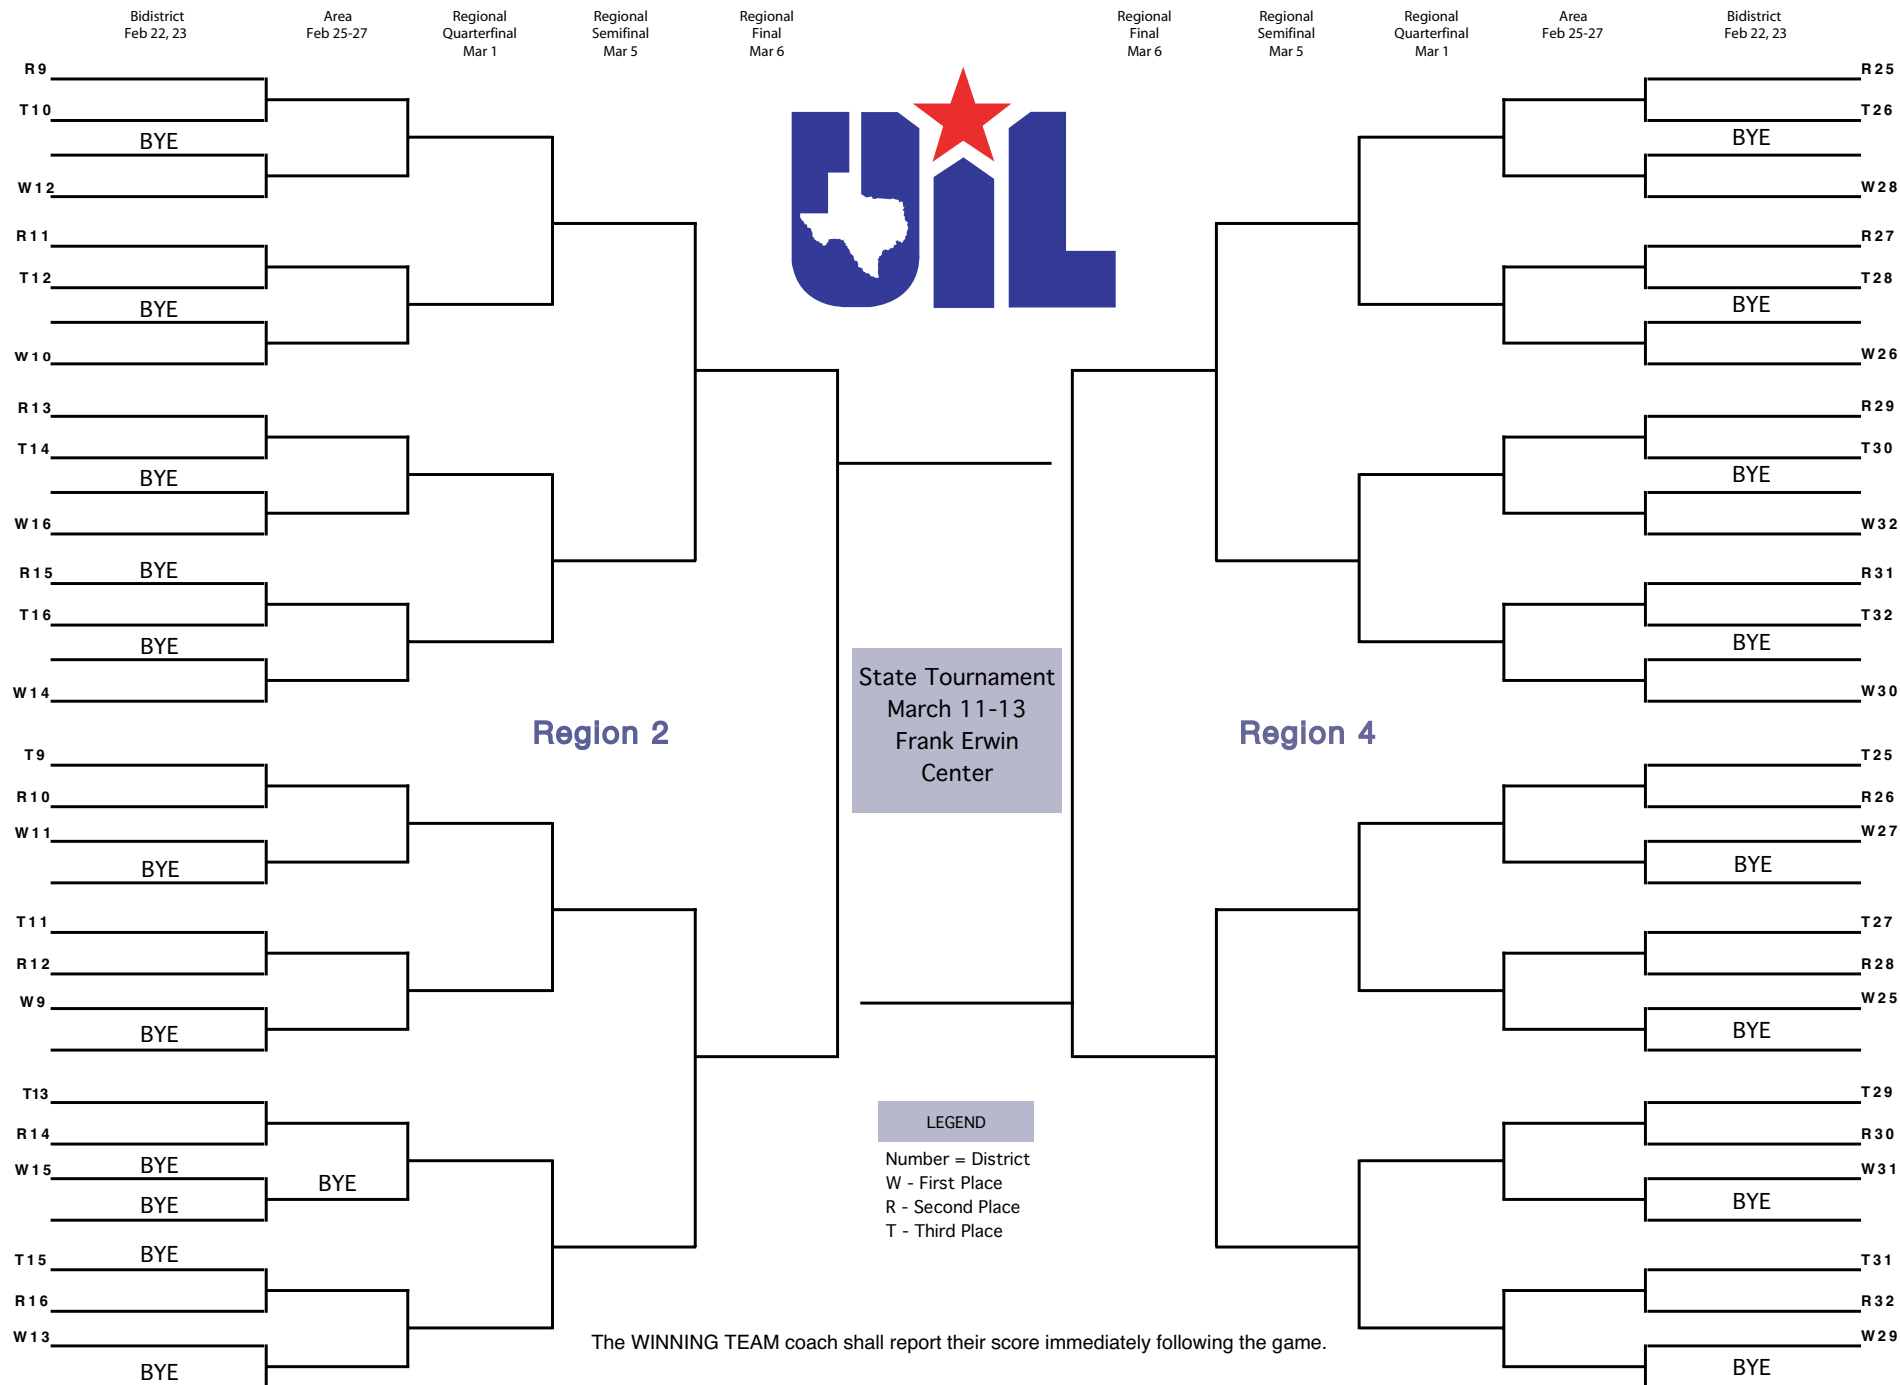 Bidistrict
Feb 22, 23
Area
Feb 25-27
Regional
Quarterfinal
Mar 1
Regional
Semifinal
Mar 5
Regional
Final
Mar 6
Regional
Final
Mar 6
Regional
Semifinal
Mar 5
Regional
Quarterfinal
Mar 1
Area
Feb 25-27
Bidistrict
Feb 22, 23
UIL
R9
T10
BYE
W12
R11
T12
BYE
W10
R13
T14
BYE
W16
BYE
R15
T16
BYE
W14
Region 2
T9
R10
W11
BYE
T11
R12
W9
BYE
T13
R14
BYE
W15
BYE
BYE
BYE
T15
R16
W13
BYE
State Tournament
March 11-13
Frank Erwin
Center
LEGEND
Number = District
W - First Place
R - Second Place
T - Third Place
R25
T26
BYE
W28
R27
T28
BYE
W26
R29
T30
BYE
W32
R31
T32
BYE
W30
Region 4
T25
R26
W27
BYE
T27
R28
W25
BYE
T29
R30
W31
BYE
T31
R32
W29
BYE
The WINNING TEAM coach shall report their score immediately following the game.